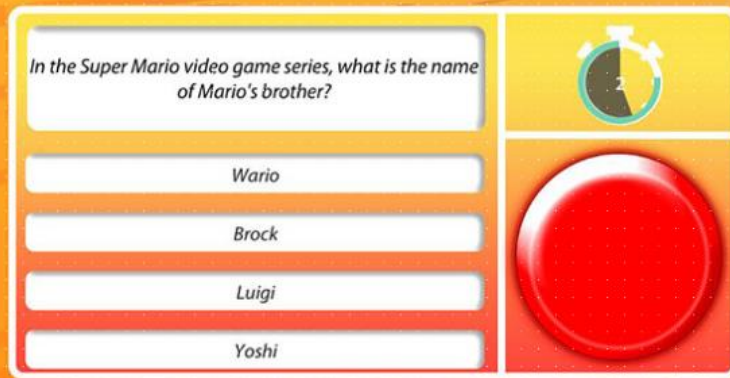 In the Super Mario video game series, what is the name
of Mario's brother?
2
Wario
Brock
Luigi
Yoshi